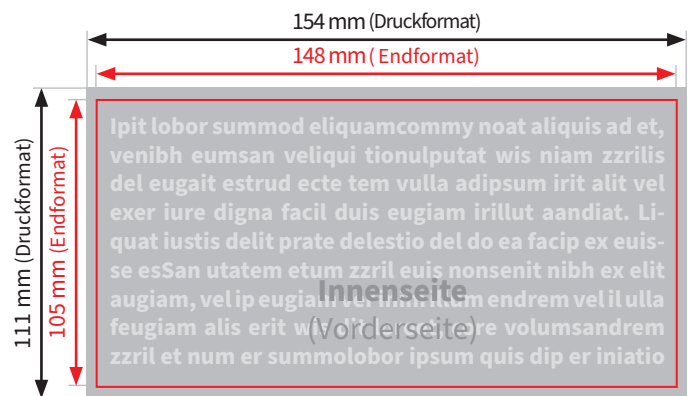 154 mm (Druckformat)
148 mm ( Endformat)
111 mm (Druckformat)
105 mm (Endformat)
Ipit lobor summod eliquamcommy noat aliquis ad et,
venibh eumsan veliqui tionulputat wis niam zzrilis
del eugait estrud ecte tem vulla adipsum irit alit vel
exer iure digna facil duis eugiam irillut aandiat. Li-
quat iustis delit prate delestio del do ea facip ex euis-
se esSan utatem etum zzril euis nonsenit nibh ex elit
augiam, vel ip eugia endrem vel il ulla
Innenseite
feugiam alis erit volumsandrem
(Vorderseite)
zzril et num er summolobor ipsum quis dip er iniatio